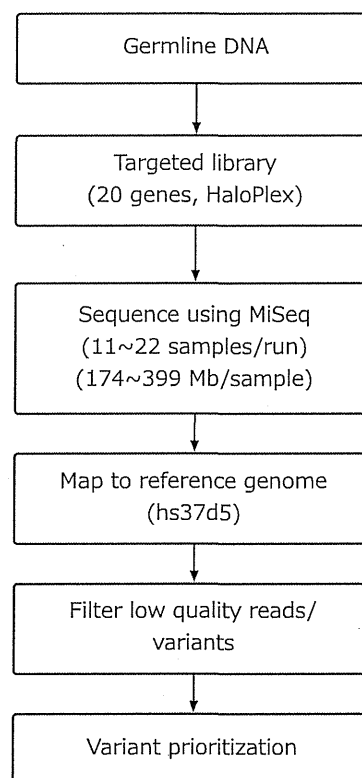 Germline DNA
Targeted library
(20 genes, HaloPlex)
Sequence using MiSeq
(11~22 samples/run)
(174~399 Mb/sample)
Map to reference genome
(hs37d5)
Filter low quality reads/
variants
Variant prioritization